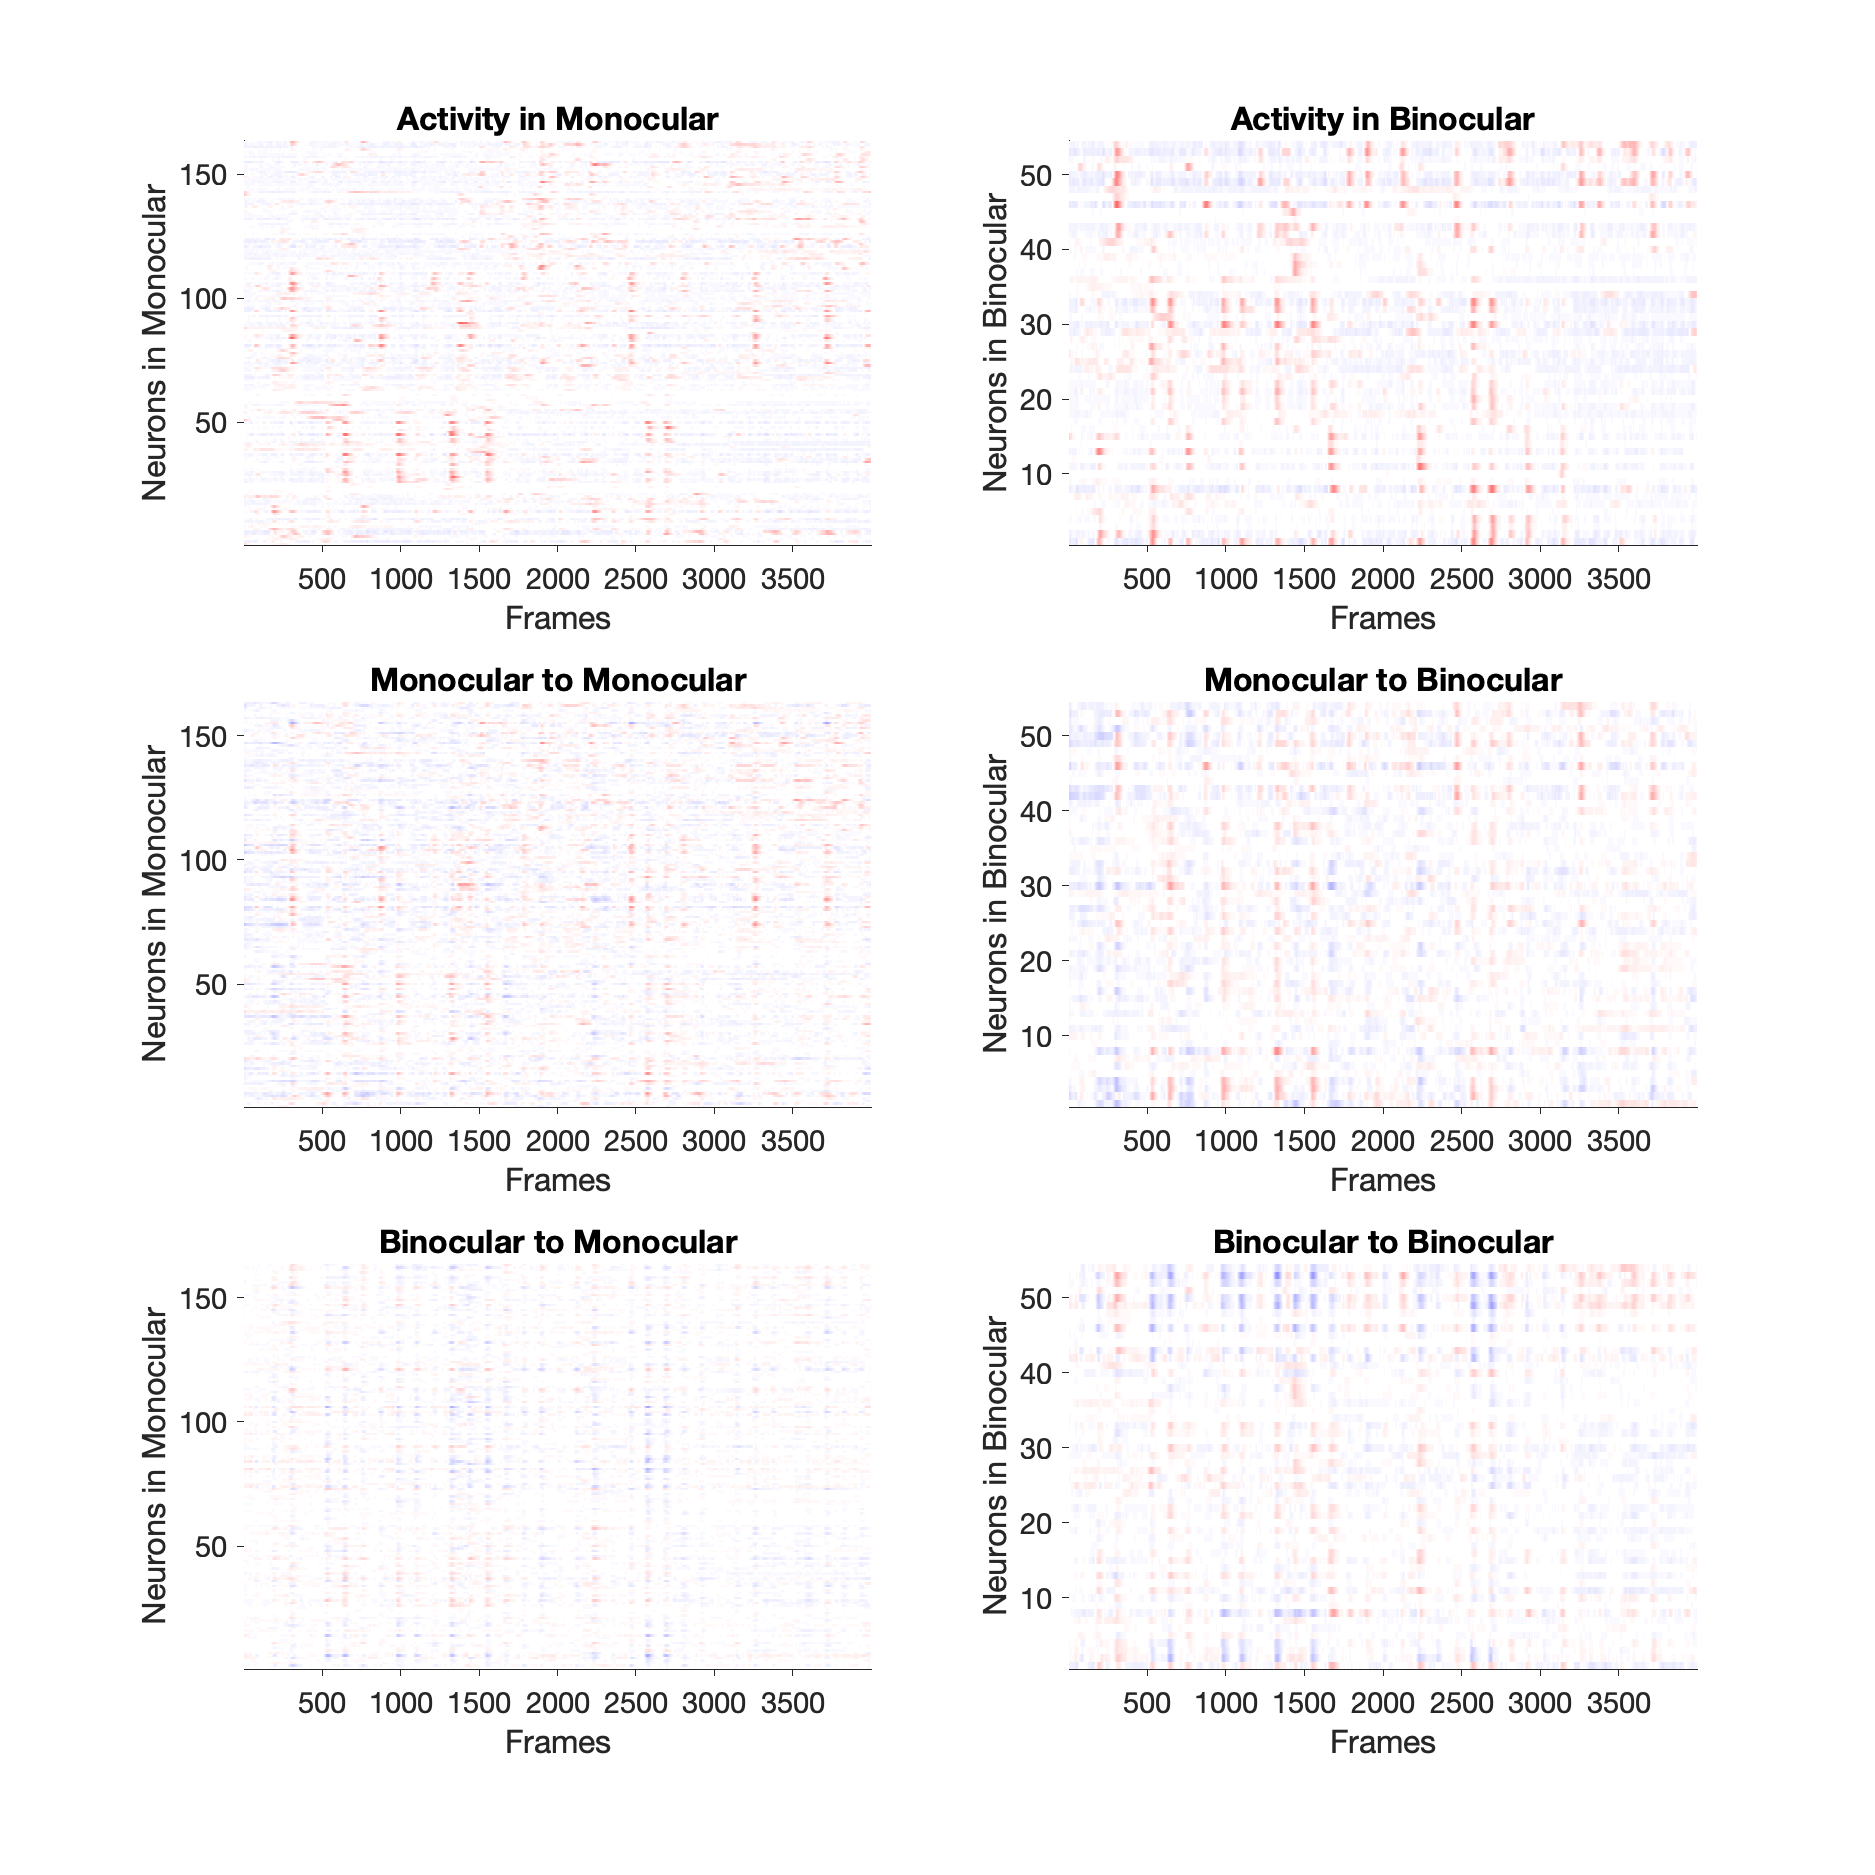 Activity in Monocular
Neurons in Monocular
150
100
50
500 1000 1500 2000 2500 3000 3500
Frames
Activity in Binocular
Neurons in Binocular
50
40
30
20
10
500 1000 1500 2000 2500 3000 3500
Frames
Monocular to Monocular
Neurons in Monocular
150
100
50
500 1000 1500 2000 2500 3000 3500
Frames
Monocular to Binocular
Neurons in Binocular
50
40
30
20
10
500 1000 1500 2000 2500 3000 3500
Frames
Binocular to Monocular
Neurons in Monocular
150
100
50
500 1000 1500 2000 2500 3000 3500
Frames
Binocular to Binocular
Neurons in Binocular
50
40
30
20
10
500 1000 1500 2000 2500 3000 3500
Frames